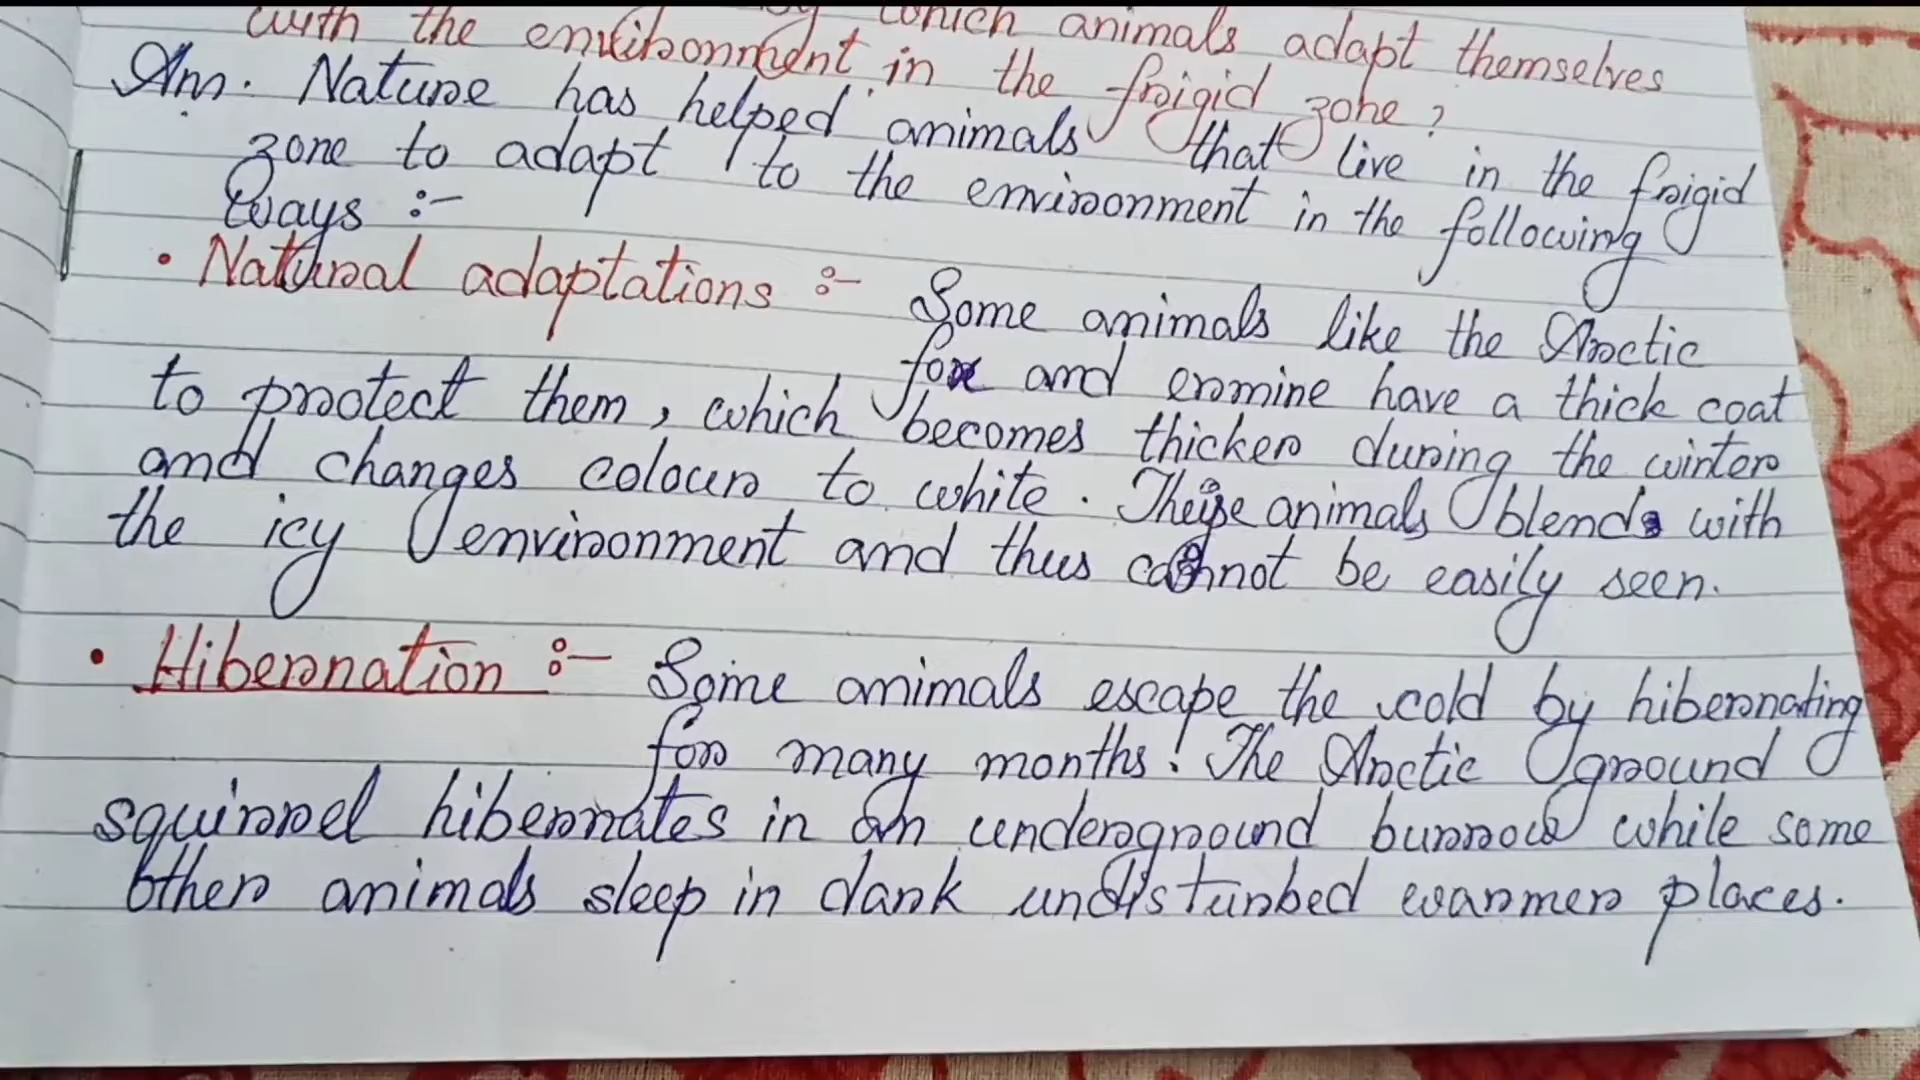 which animals adapt themselves
with the environment in the frigid zone?
Ans. Nature has helped animals that live in the frigid
zone to adapt to the environment in the following
ways :-
• Natural adaptations :- Some animals like the Arctic
fox and ermine have a thick coat
to protect them, which becomes thicker during the winter
and changes colour to white. These animals blends with
the icy environment and thus cannot be easily seen.
• Hibernation :- Some animals escape the cold by hibernating
for many months. The Arctic ground
squirrel hibernates in an underground burrow while some
other animals sleep in dark undisturbed warmer places.